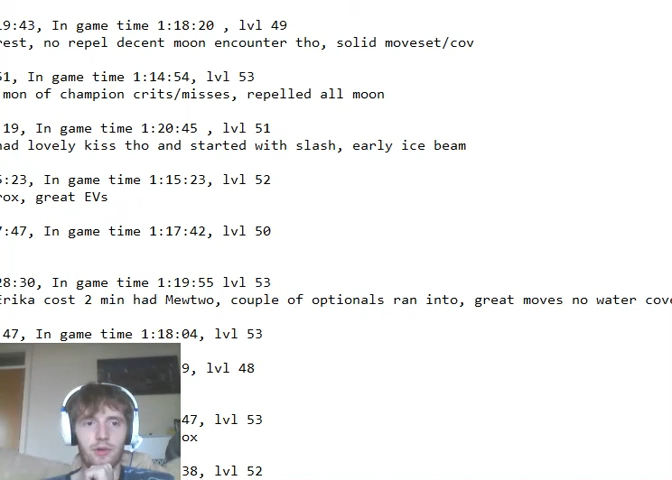 19:43, In game time 1:18:20 , lvl 49
rest, no repel decent moon encounter tho, solid moveset/cov
51, In game time 1:14:54, lvl 53
mon of champion crits/misses, repelled all moon
19, In game time 1:20:45 , lvl 51
had lovely kiss tho and started with slash, early ice beam
5:23, In game time 1:15:23, lvl 52
rox, great EVs
7:47, In game time 1:17:42, lvl 50
28:30, In game time 1:19:55 lvl 53
Erika cost 2 min had Mewtwo, couple of optionals ran into, great moves no water cove
47, In game time 1:18:04, lvl 53
9, lvl 48
47, lvl 53
ox
38, lvl 52